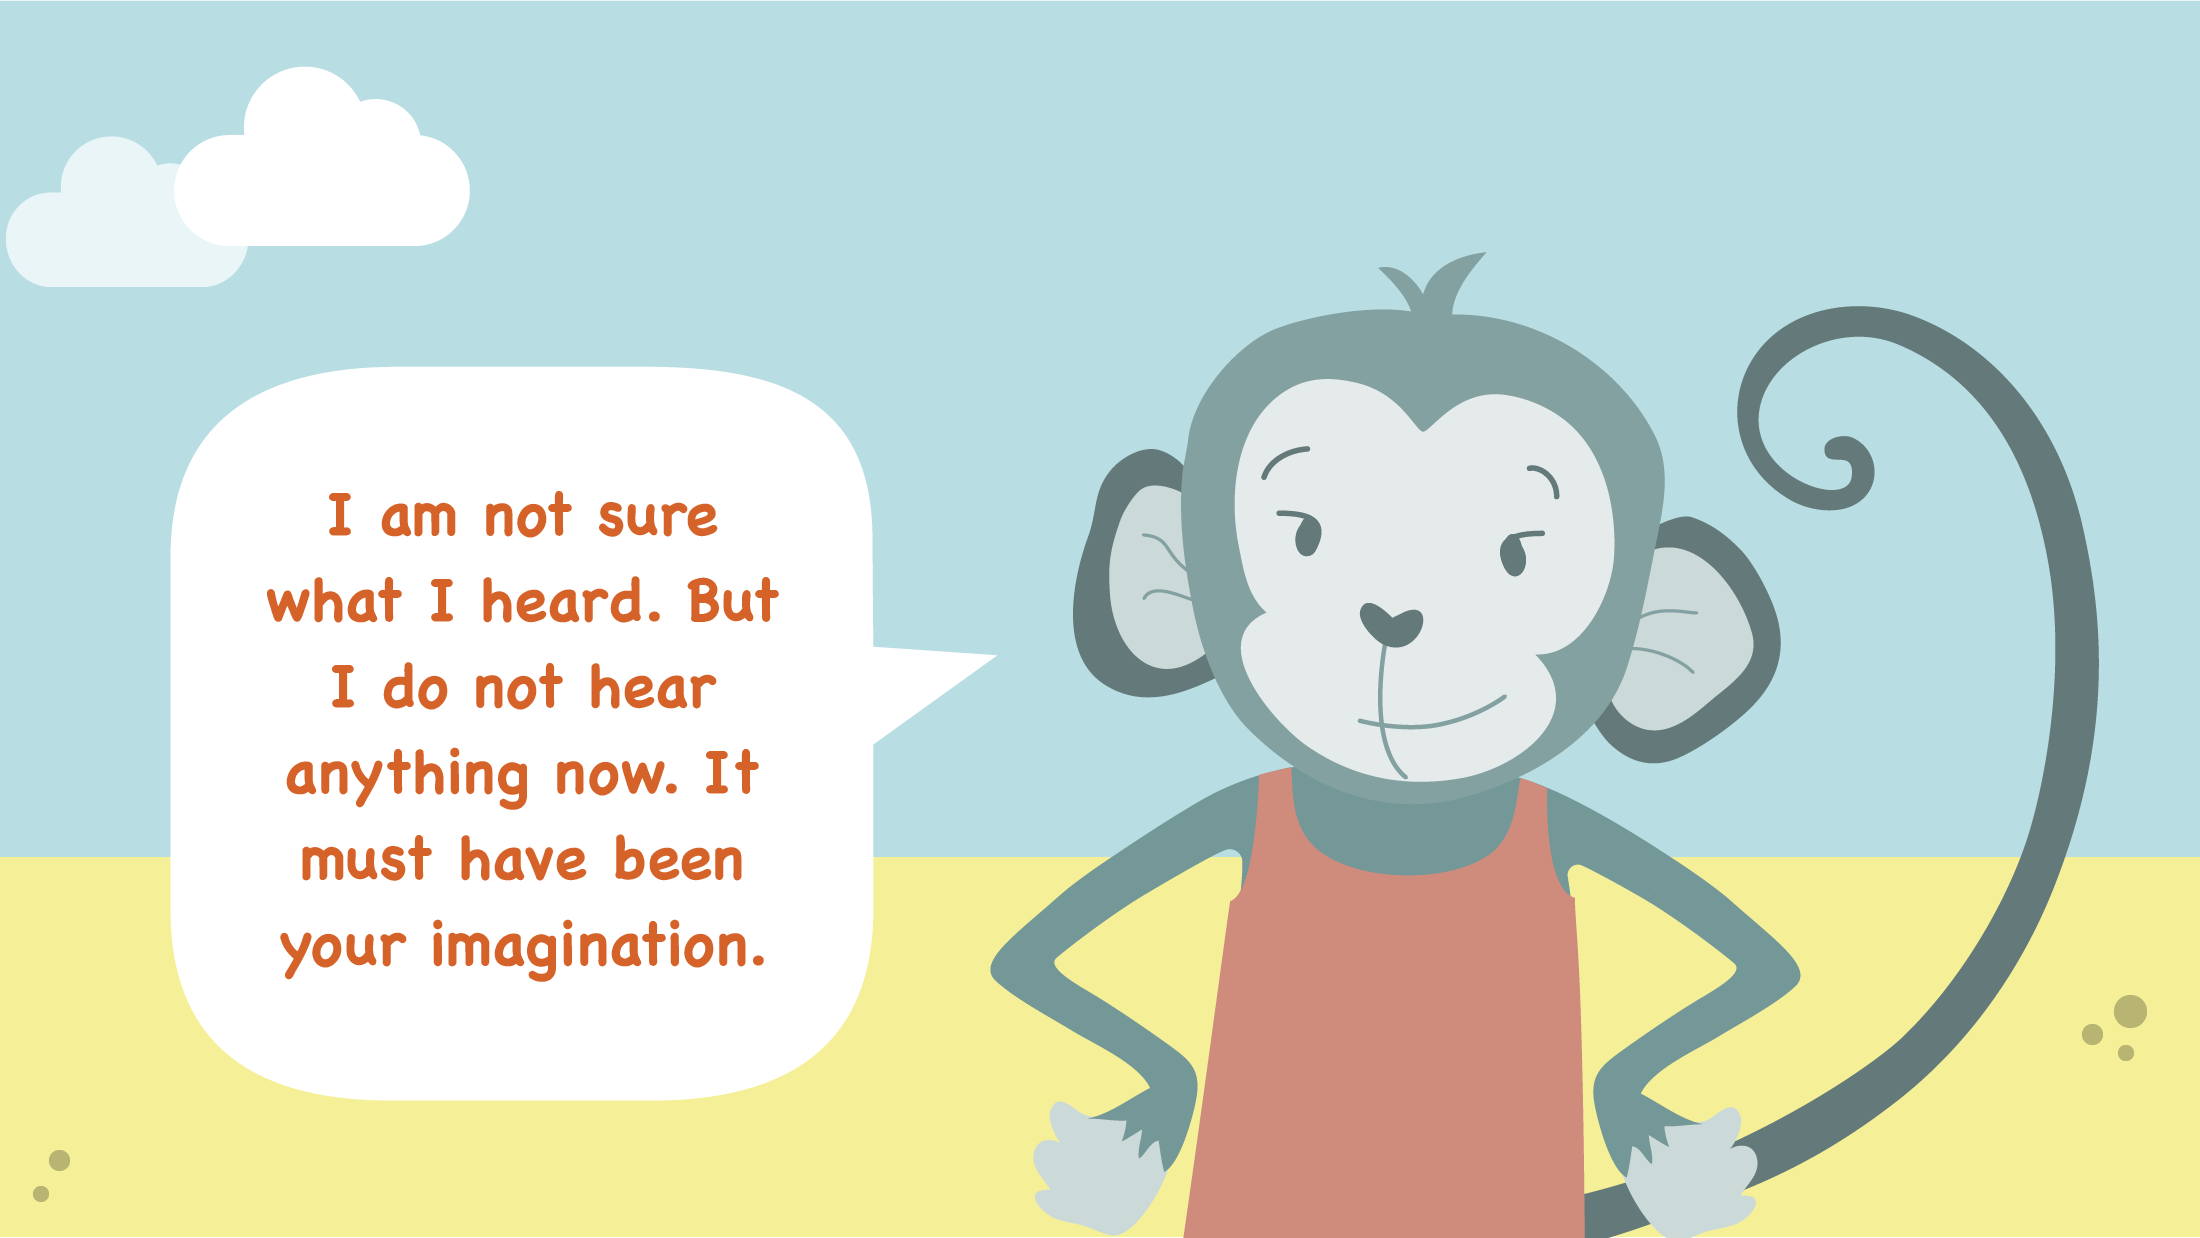 I am not sure
what I heard. But
I do not hear
anything now. It
must have been
your imagination.